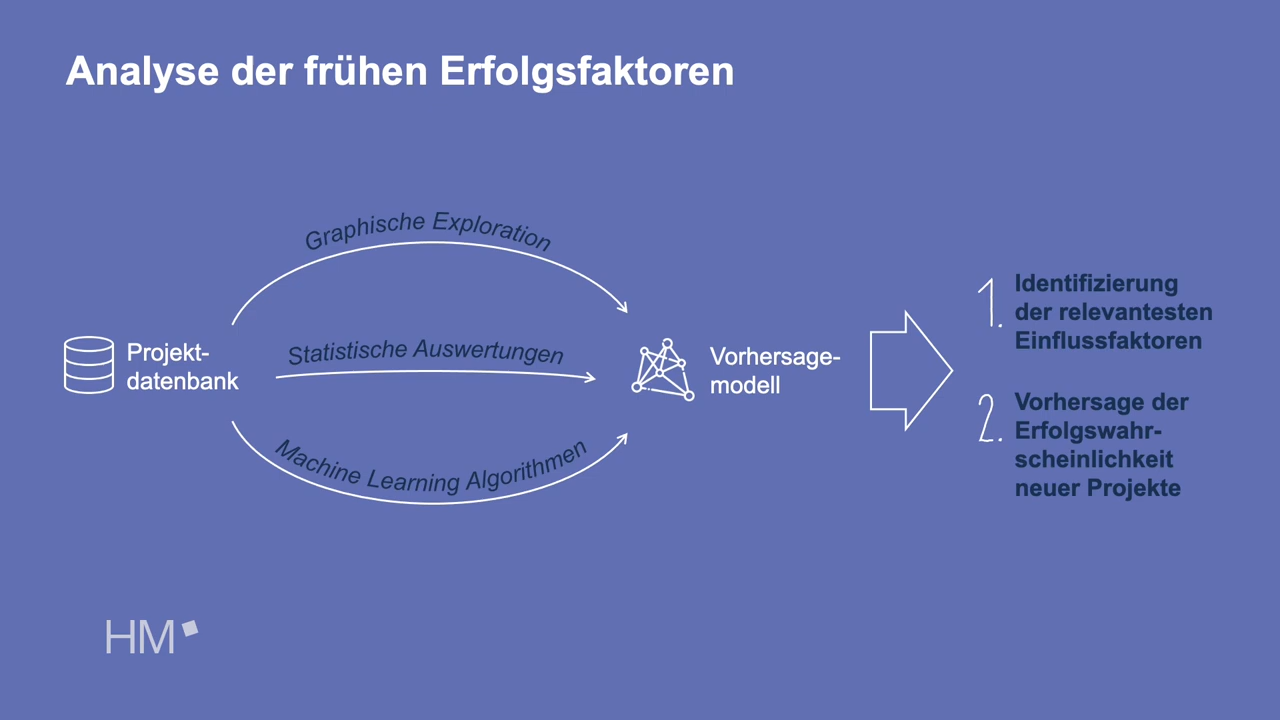 Analyse der frühen Erfolgsfaktoren
Graphische Exploration
Projekt-
datenbank
Statistische Auswertungen
Machine Learning Algorithmen
Vorhersage-
modell
1. Identifizierung
der relevantesten
Einflussfaktoren
2. Vorhersage der
Erfolgswahr-
scheinlichkeit
neuer Projekte
HM